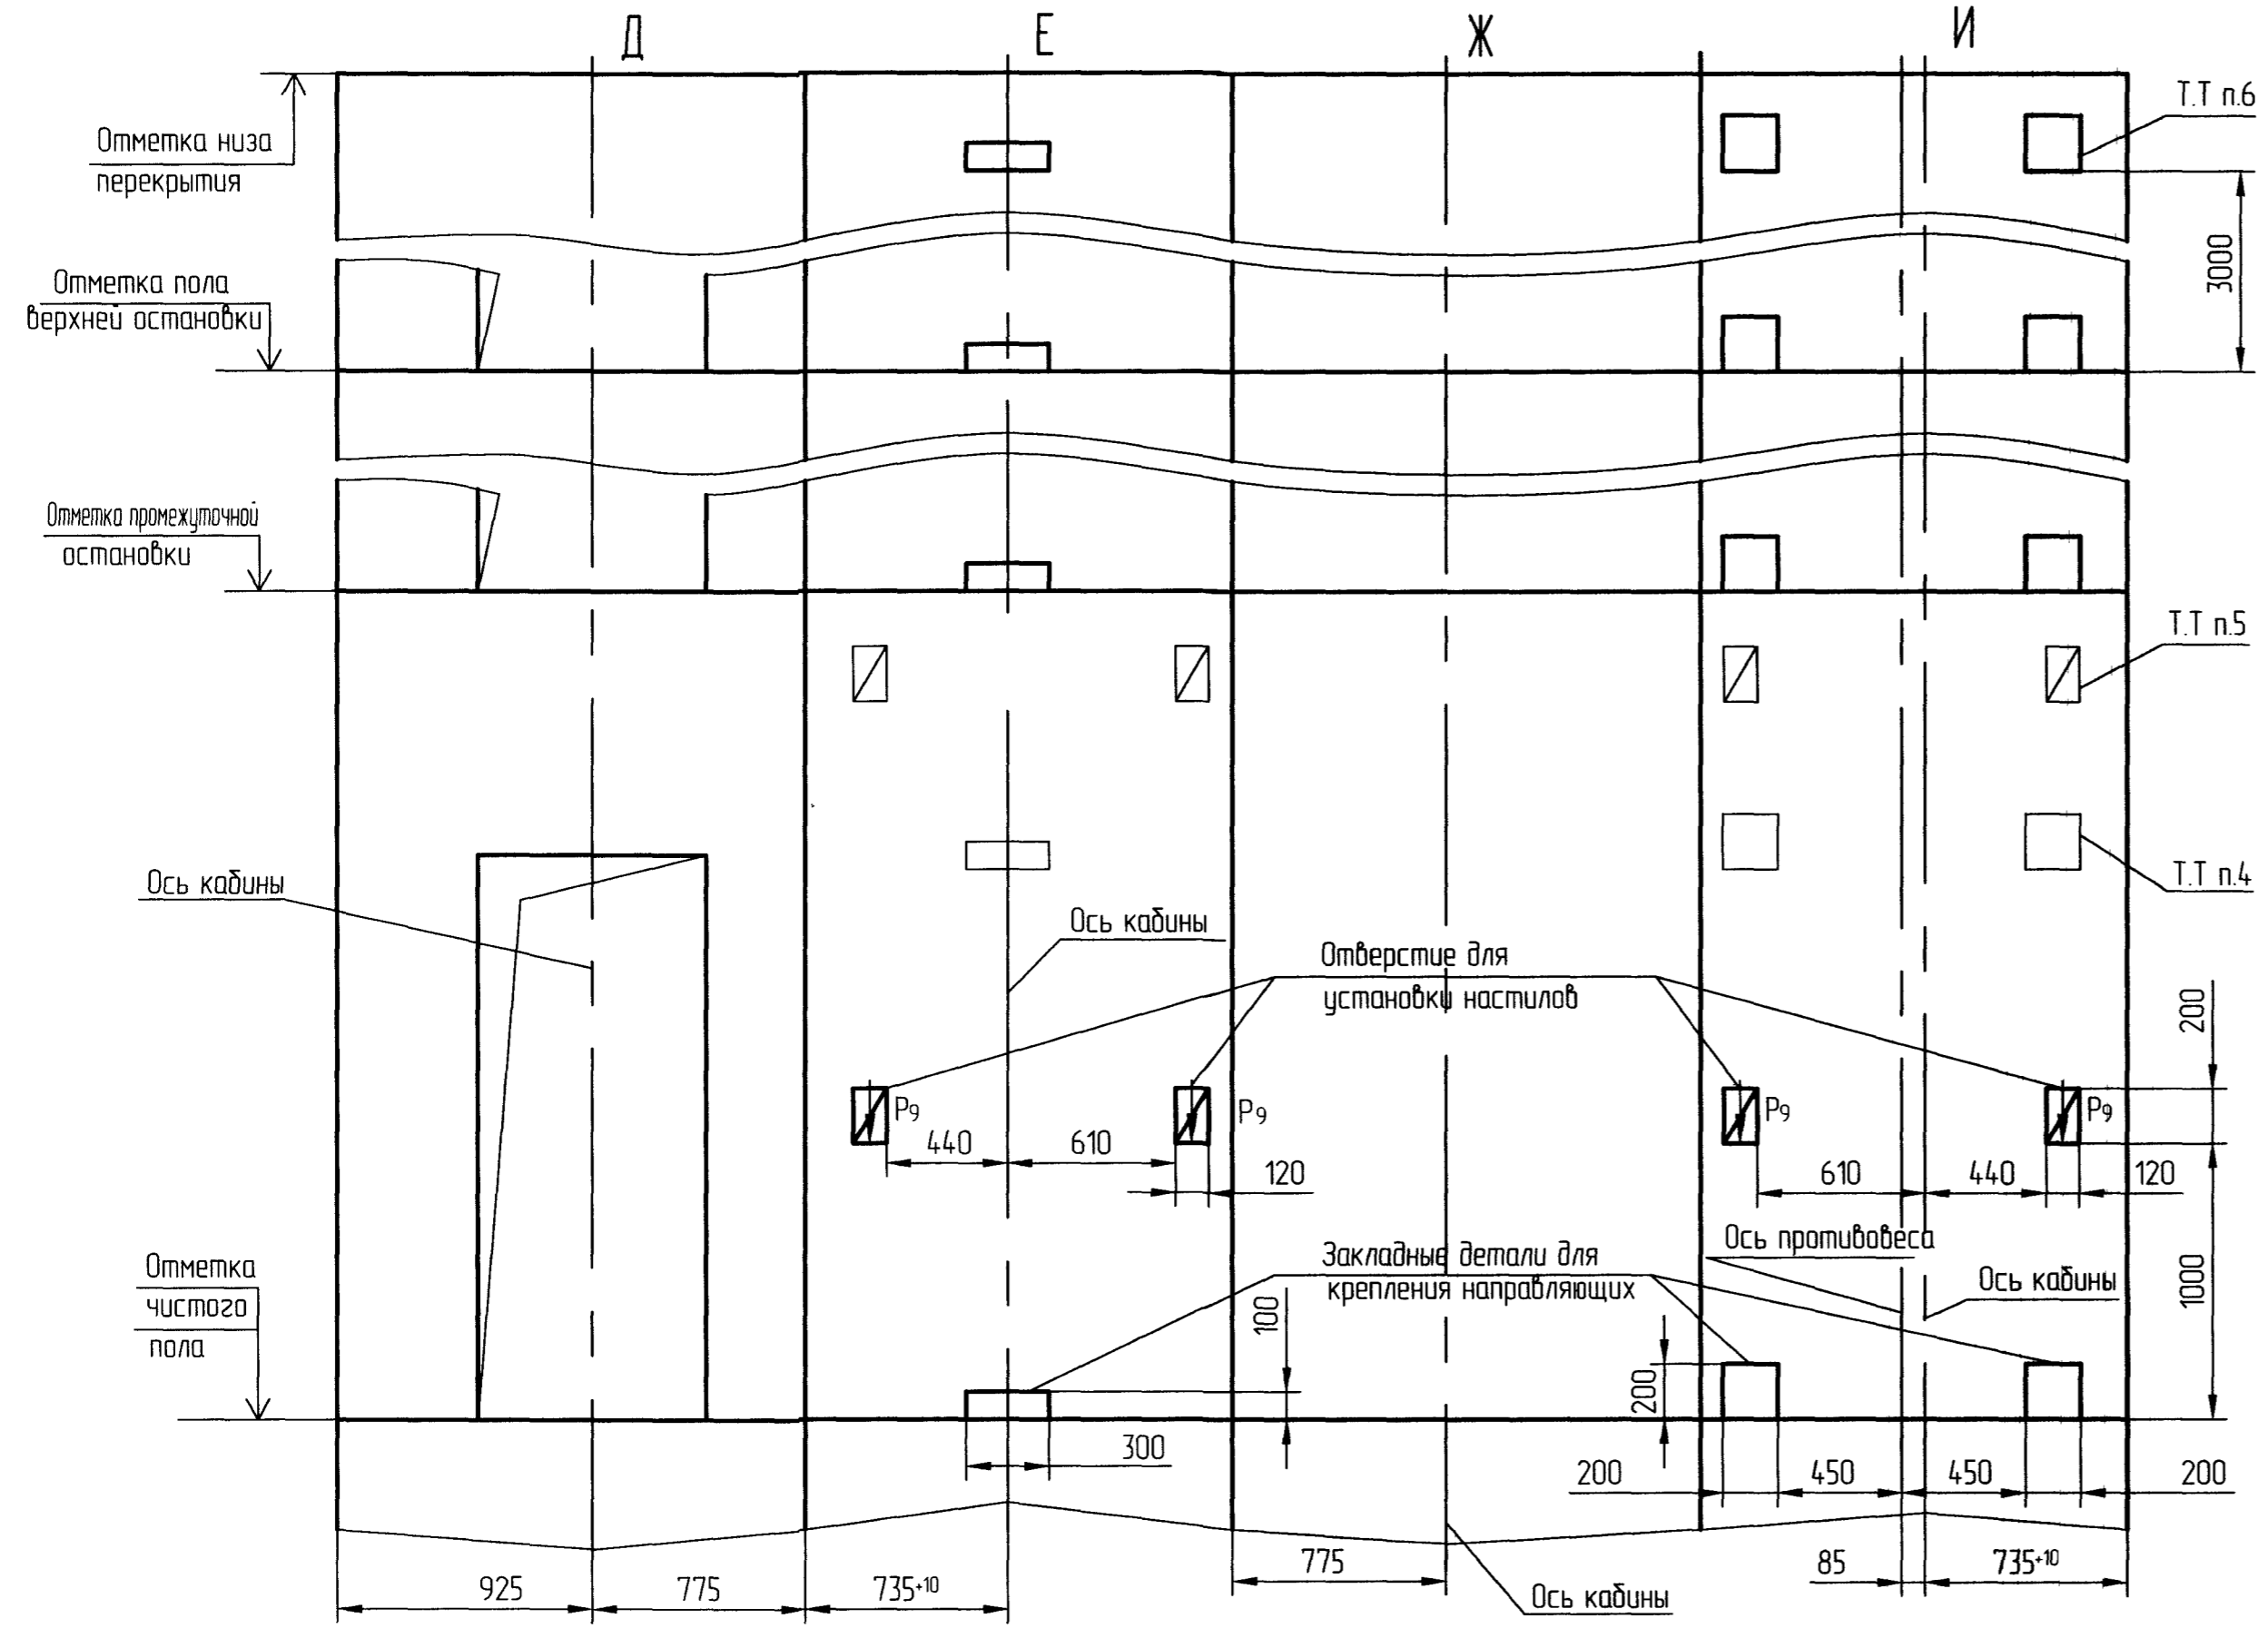 Д
Е
Ж
И
Т.Т п.6
Отметка низа
перекрытия
3000
Отметка пола
верхней остановки
Отметка промежуточной
остановки
Т.Т п.5
Т.Т п.4
Ось кабины
Ось кабины
Отверстие для
установки настилов
200
Р9
Р9
Р9
Р9
440
610
120
610
440
120
Ось противовеса
Закладные детали для
крепления направляющих
Ось кабины
1000
Отметка
чистого
пола
100
200
300
200
450
450
200
925
775
735+10
775
85
735+10
Ось кабины